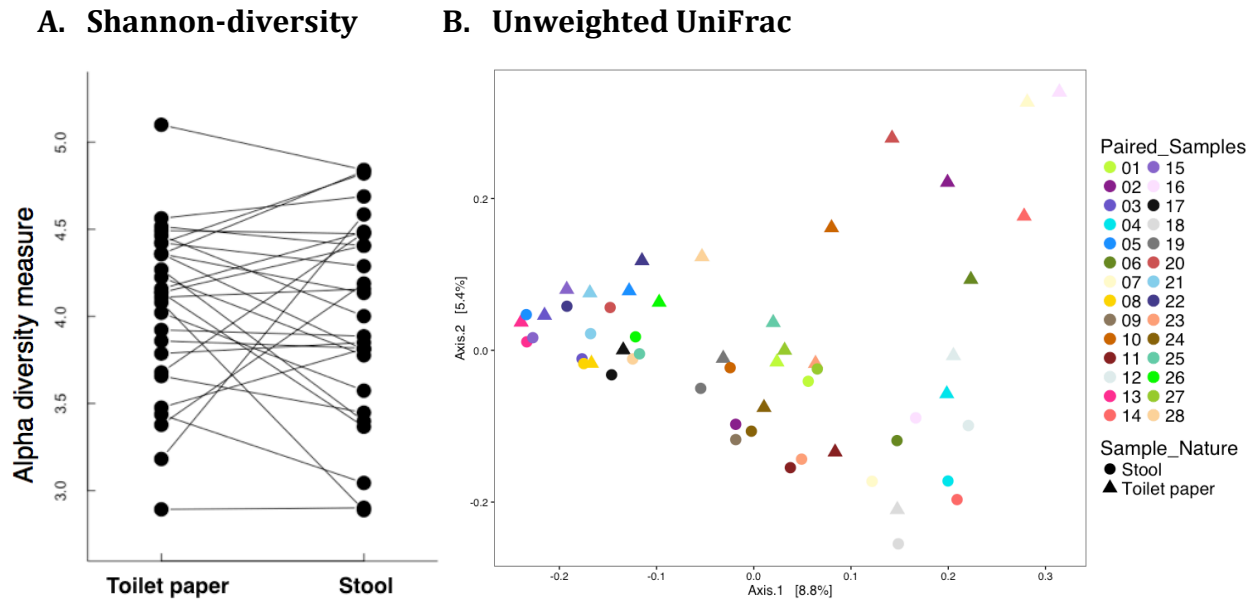 A. Shannon-diversity
B. Unweighted UniFrac
Alpha diversity measure
5.0
4.5
4.0
3.5
3.0
Toilet paper
Stool
Axis.2 [5.4%]
0.2
0.0
-0.2
-0.2
-0.1
0.0
0.1
0.2
0.3
Axis.1 [8.8%]
Paired_Samples
01 15
02 16
03 17
04 18
05 19
06 20
07 21
08 22
09 23
10 24
11 25
12 26
13 27
14 28
Sample_Nature
Stool
Toilet paper